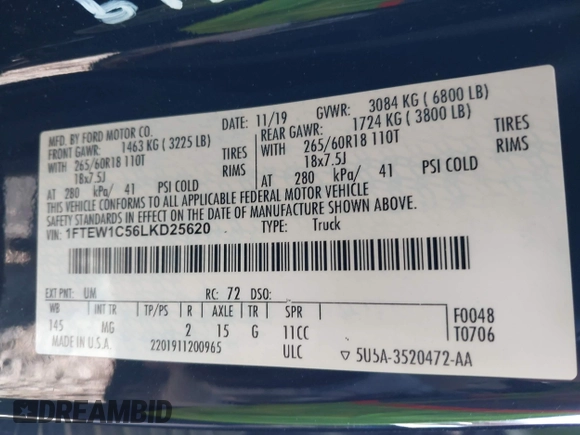 MFD. BY FORD MOTOR CO.
DATE: 11/19 GVWR: 3084 KG ( 6800 LB)
FRONT GAWR: 1463 KG ( 3225 LB)
REAR GAWR: 1724 KG ( 3800 LB)
WITH 265/60R18 110T TIRES
WITH 265/60R18 110T TIRES
18x7.5J RIMS
18x7.5J RIMS
AT 280 kPa/ 41 PSI COLD
AT 280 kPa/ 41 PSI COLD
THIS VEHICLE CONFORMS TO ALL APPLICABLE FEDERAL MOTOR VEHICLE
SAFETY STANDARDS IN EFFECT ON THE DATE OF MANUFACTURE SHOWN ABOVE.
VIN: 1FTEW1C56LKD25620 TYPE: Truck
EXT PNT: UM RC: 72 DSO:
WB INT TR TP/PS R AXLE TR SPR F0048
145 MG 2 15 G 11CC T0706
MADE IN U.S.A. 2201911200965 ULC ▽ 5U5A-3520472-AA
DREAMBID